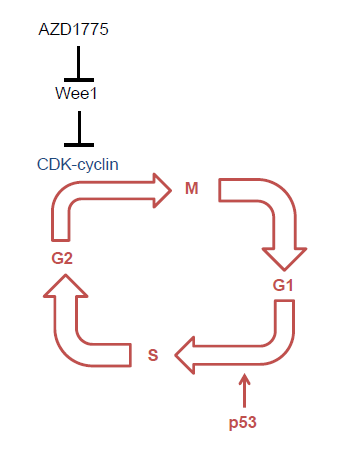 AZD1775
Wee1
CDK-cyclin
M
G2
G1
S
p53